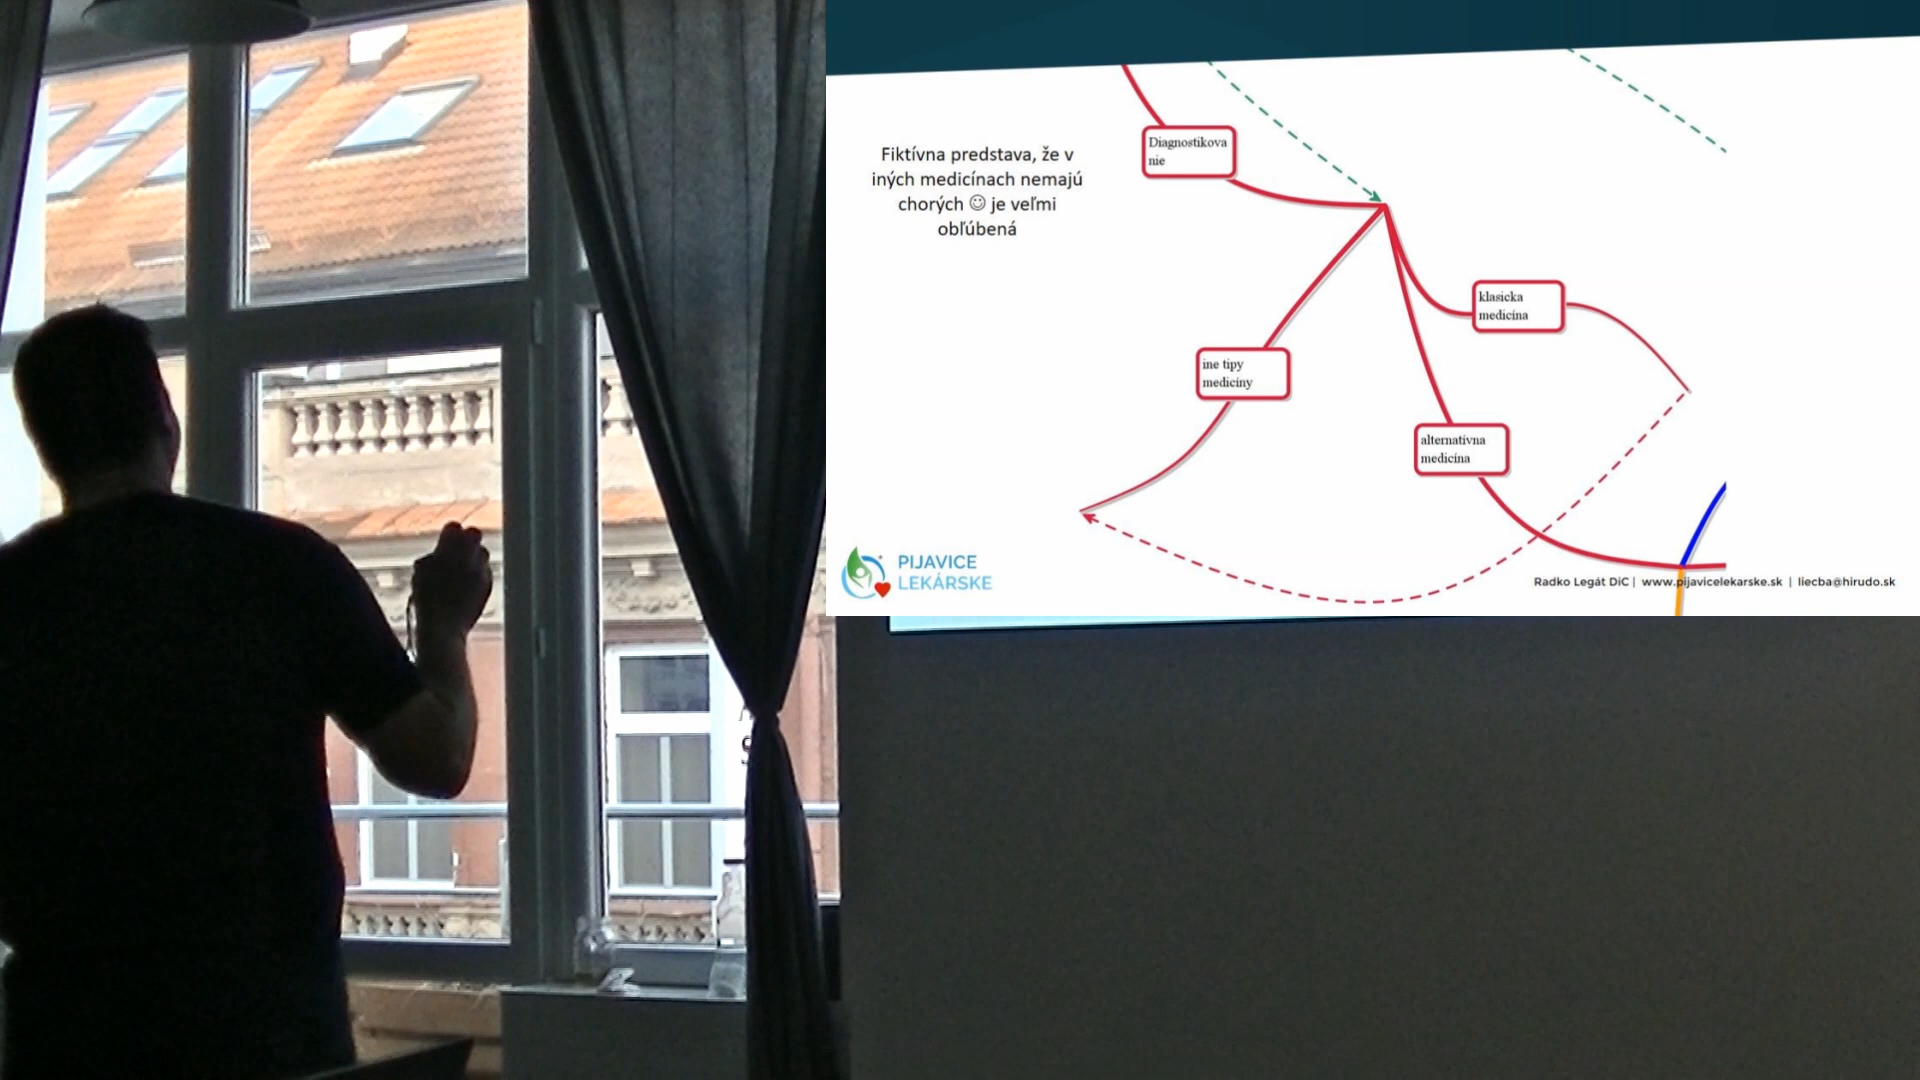 Fiktívna predstava, že v
iných medicínach nemajú
chorých ☺ je veľmi
obľúbená
Diagnostikova
nie
klasicka
medicína
ine tipy
medicíny
alternatívna
medicína
PIJAVICE
LEKÁRSKE
Radko Legát DiC | www.pijavicelekarske.sk | liecba@hirudo.sk